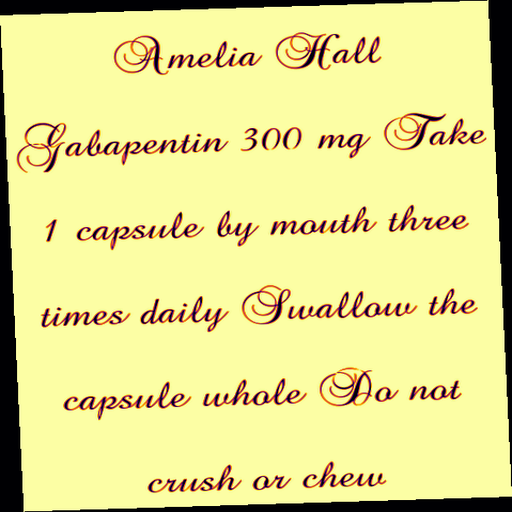 Amelia Hall
Gabapentin 300 mg Take
1 capsule by mouth three
times daily Swallow the
capsule whole Do not
crush or chew